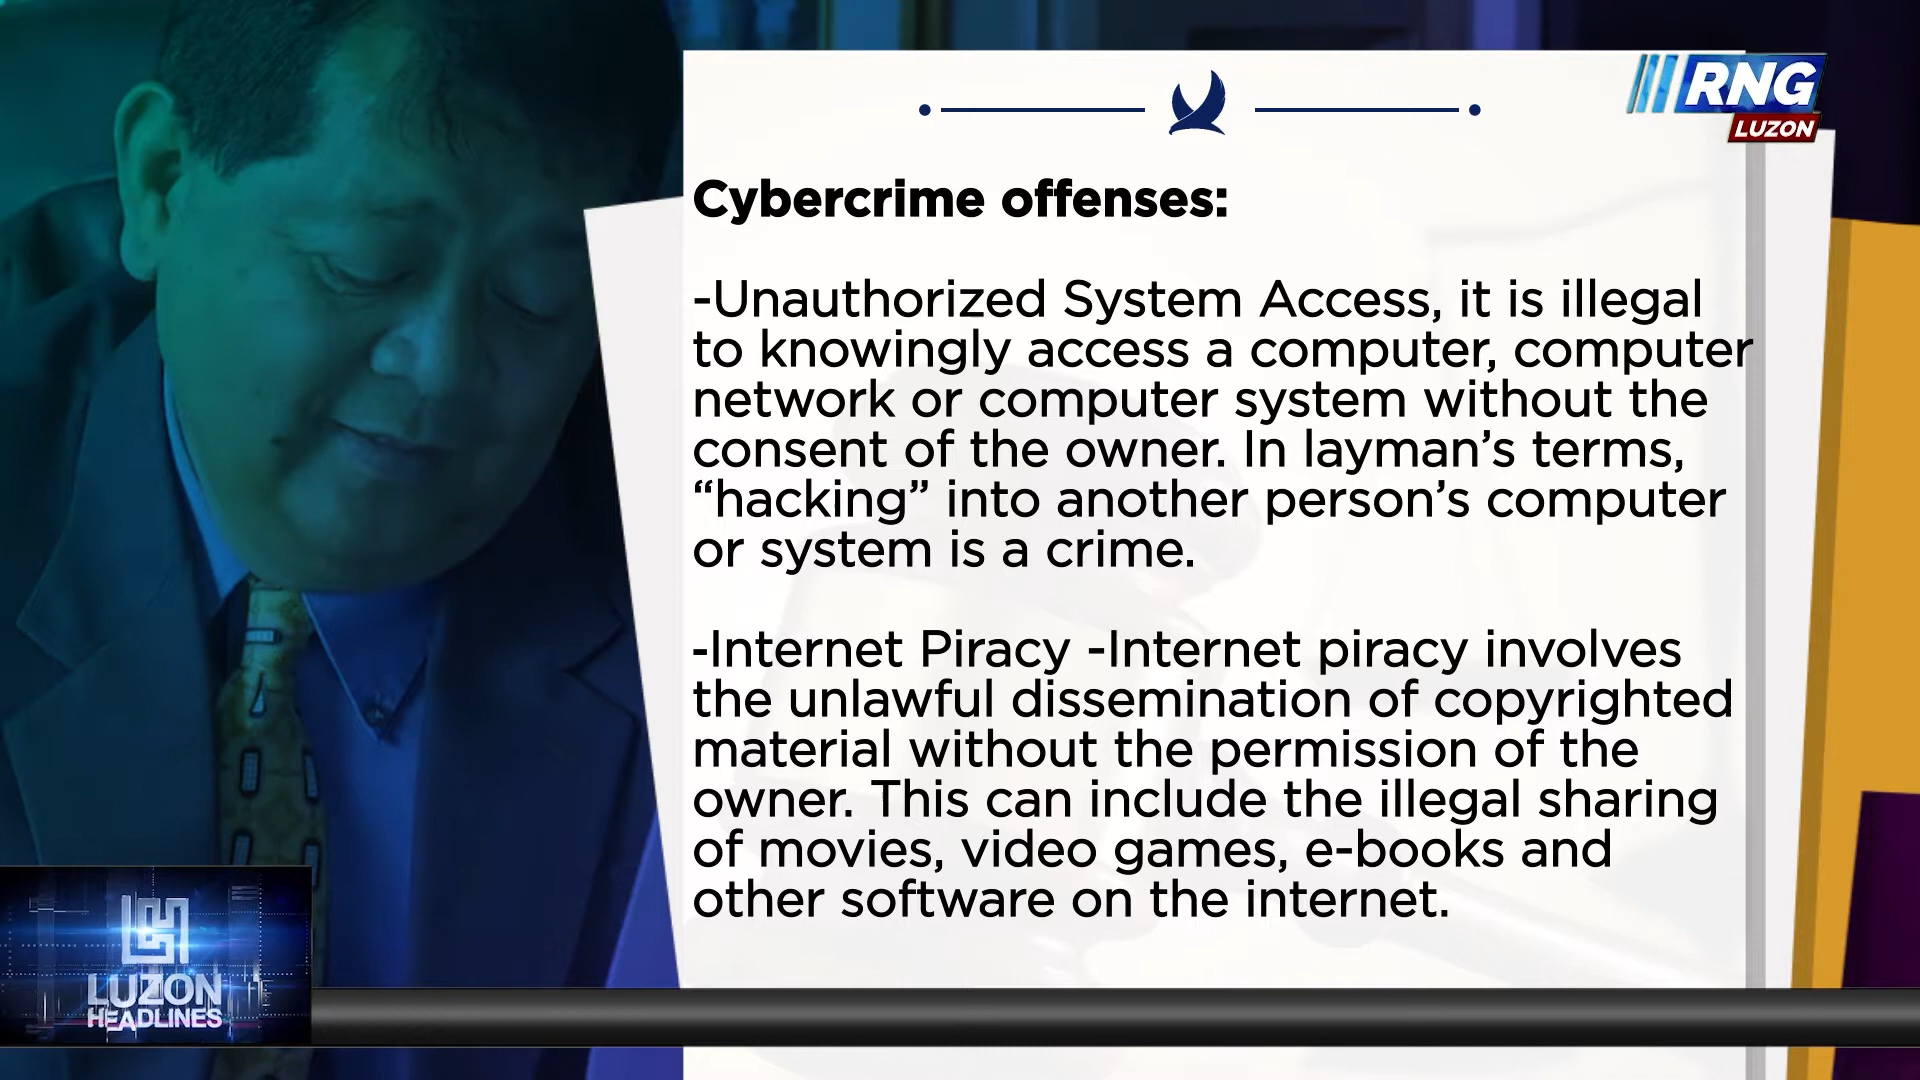 RNG
LUZON
Cybercrime offenses:
-Unauthorized System Access, it is illegal
to knowingly access a computer, computer
network or computer system without the
consent of the owner. In layman’s terms,
“hacking” into another person’s computer
or system is a crime.
-Internet Piracy -Internet piracy involves
the unlawful dissemination of copyrighted
material without the permission of the
owner. This can include the illegal sharing
of movies, video games, e-books and
other software on the internet.
LUZON
HEADLINES